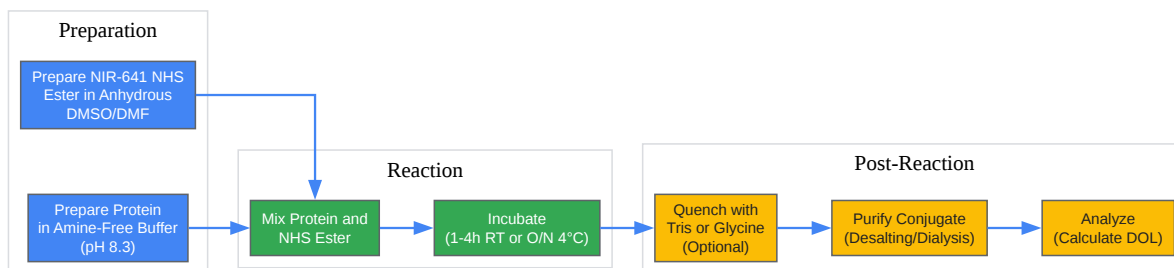 Preparation
Prepare NIR-641 NHS
Ester in Anhydrous
DMSO/DMF
Prepare Protein
in Amine-Free Buffer
(pH 8.3)
Reaction
Mix Protein and
NHS Ester
Incubate
(1-4h RT or O/N 4°C)
Post-Reaction
Quench with
Tris or Glycine
(Optional)
Purify Conjugate
(Desalting/Dialysis)
Analyze
(Calculate DOL)